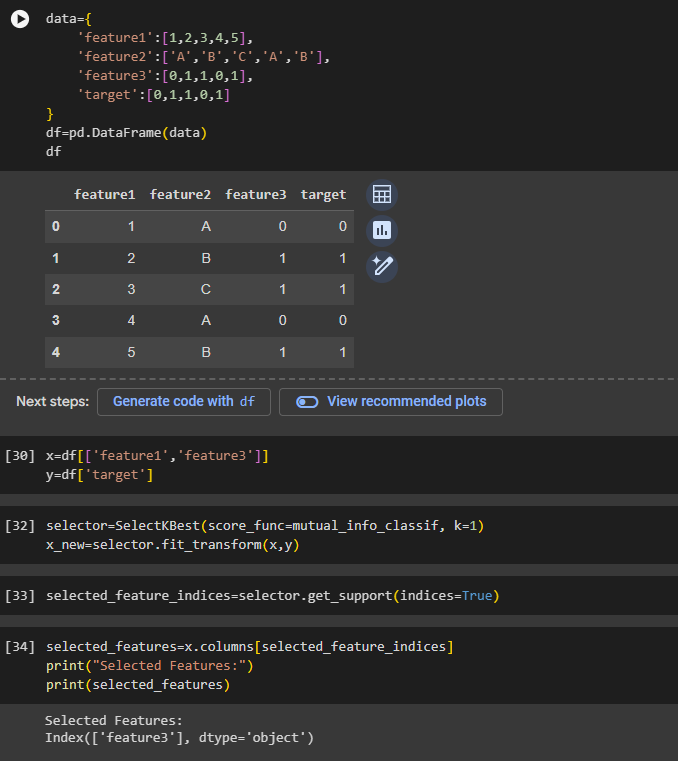 data={
'feature1':[1,2,3,4,5],
'feature2':['A','B','C','A','B'],
'feature3':[0,1,1,0,1],
'target':[0,1,1,0,1]
}
df=pd.DataFrame(data)
df
feature1 feature2 feature3 target
0 1 A 0 0
1 2 B 1 1
2 3 C 1 1
3 4 A 0 0
4 5 B 1 1
Next steps: Generate code with df View recommended plots
[30] x=df[['feature1','feature3']]
y=df['target']
[32] selector=SelectKBest(score_func=mutual_info_classif, k=1)
x_new=selector.fit_transform(x,y)
[33] selected_feature_indices=selector.get_support(indices=True)
[34] selected_features=x.columns[selected_feature_indices]
print("Selected Features:")
print(selected_features)
Selected Features:
Index(['feature3'], dtype='object')